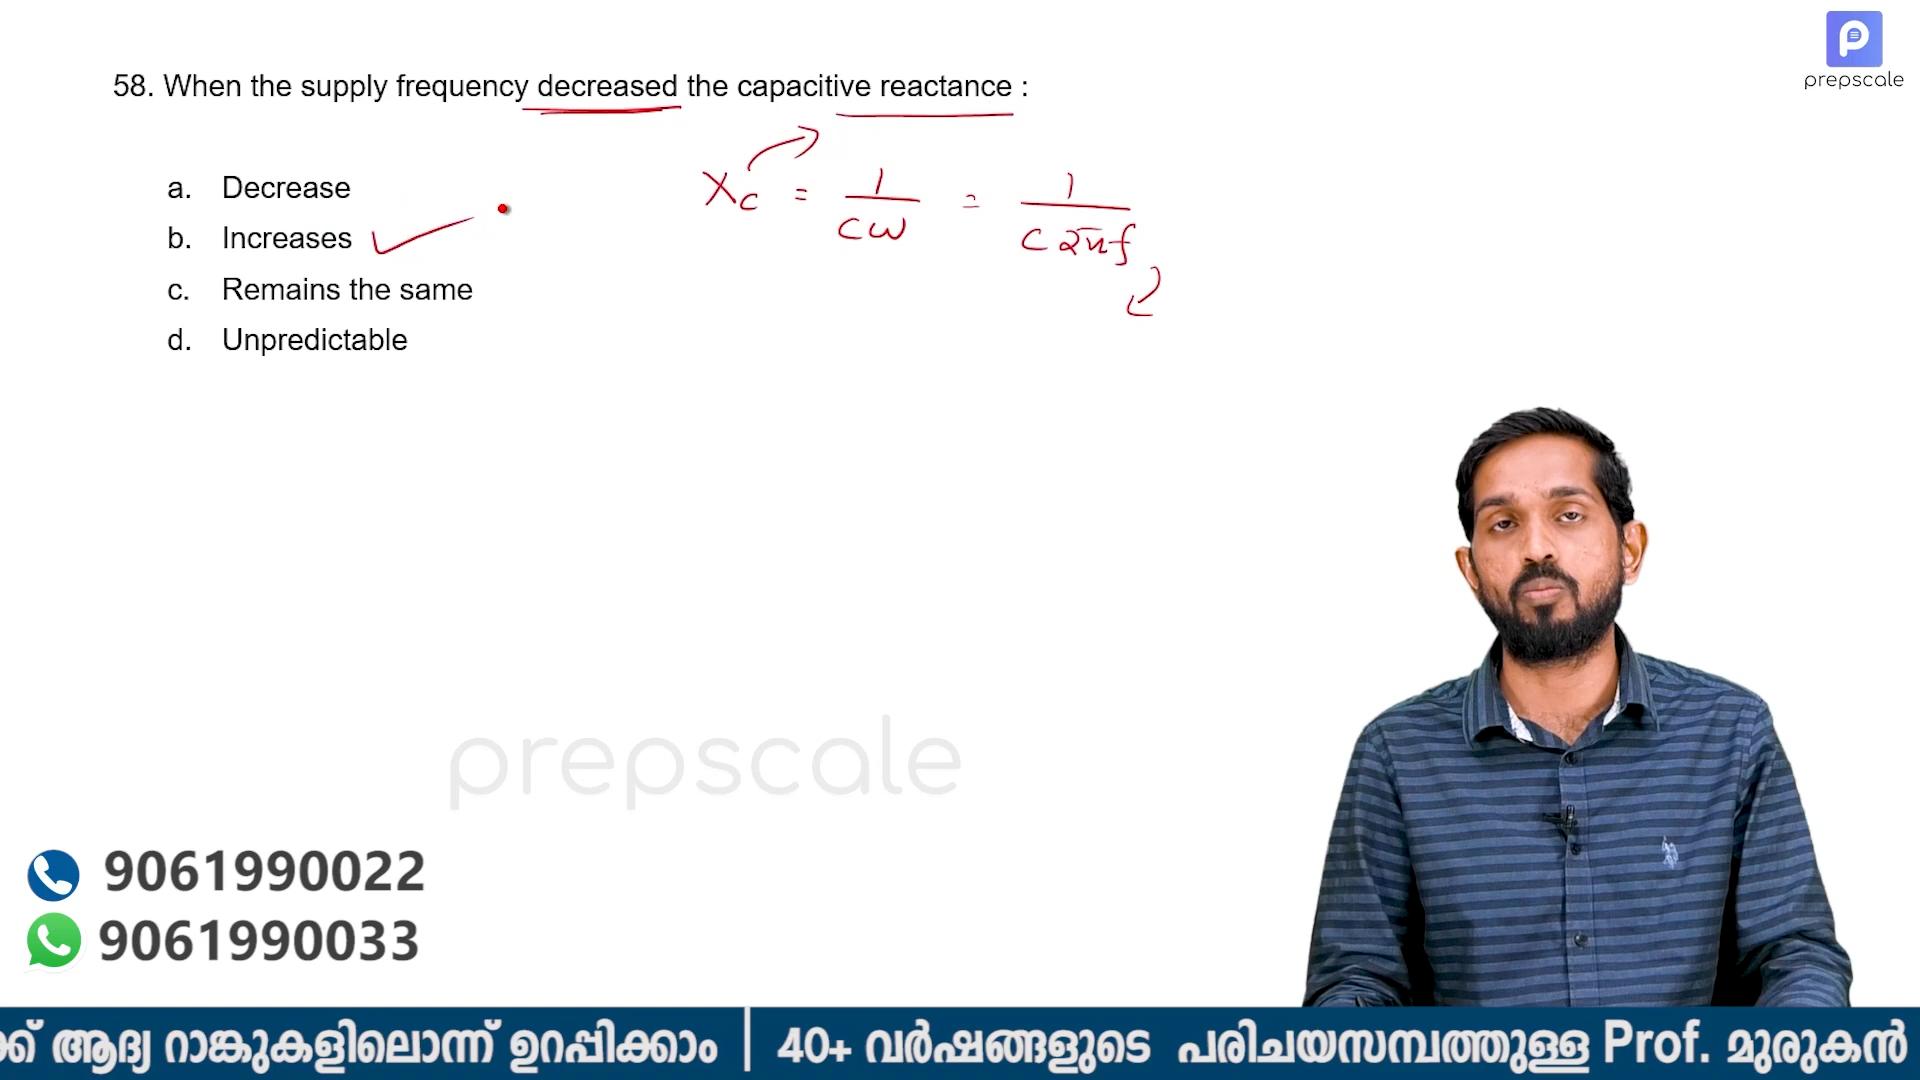 prepscale
58. When the supply frequency decreased the capacitive reactance :
a. Decrease
b. Increases
c. Remains the same
d. Unpredictable
Xc = 1/cω = 1/c2πf
prepscale
9061990022
9061990033
ക്ക് ആദ്യ റാങ്കുകളിലൊന്ന് ഉറപ്പിക്കാം | 40+ വർഷങ്ങളുടെ പരിചയസമ്പത്തുള്ള Prof. മുരുകൻ